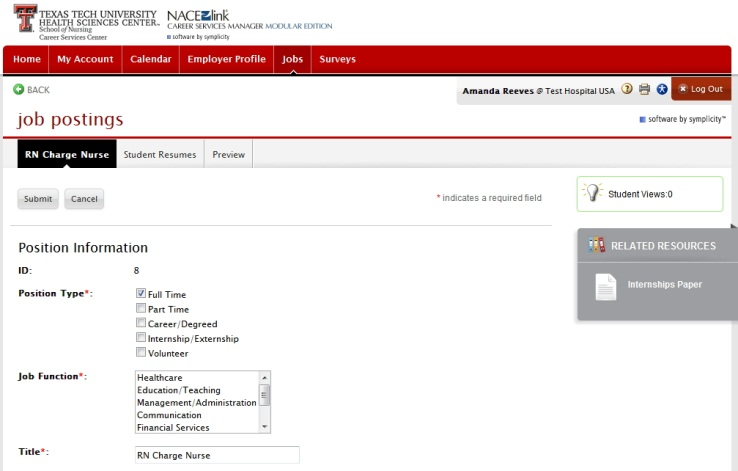 TEXAS TECH UNIVERSITY
HEALTH SCIENCES CENTER
School of Nursing
Career Services Center
NACElink
CAREER SERVICES MANAGER MODULAR EDITION
software by symplicity
Home My Account Calendar Employer Profile Jobs Surveys
BACK
Amanda Reeves @ Test Hospital USA
Log Out
job postings
software by symplicity™
RN Charge Nurse Student Resumes Preview
Submit Cancel
* indicates a required field
Student Views:0
RELATED RESOURCES
Internships Paper
Position Information
ID: 8
Position Type*: Full Time
Part Time
Career/Degreed
Internship/Externship
Volunteer
Job Function*: Healthcare
Education/Teaching
Management/Administration
Communication
Financial Services
Title*: RN Charge Nurse